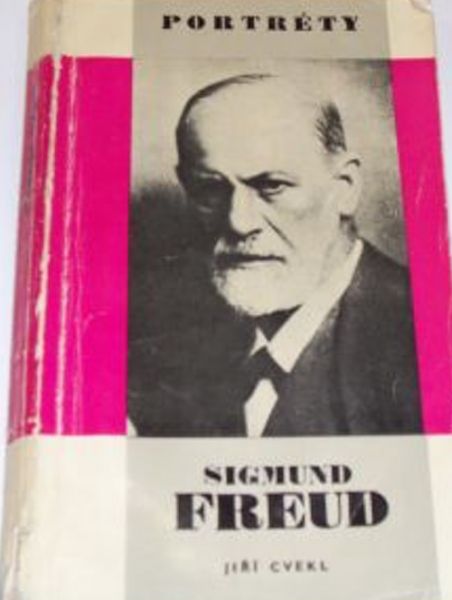 PORTRÉTY
SIGMUND
FREUD
JIŘÍ CVEKL